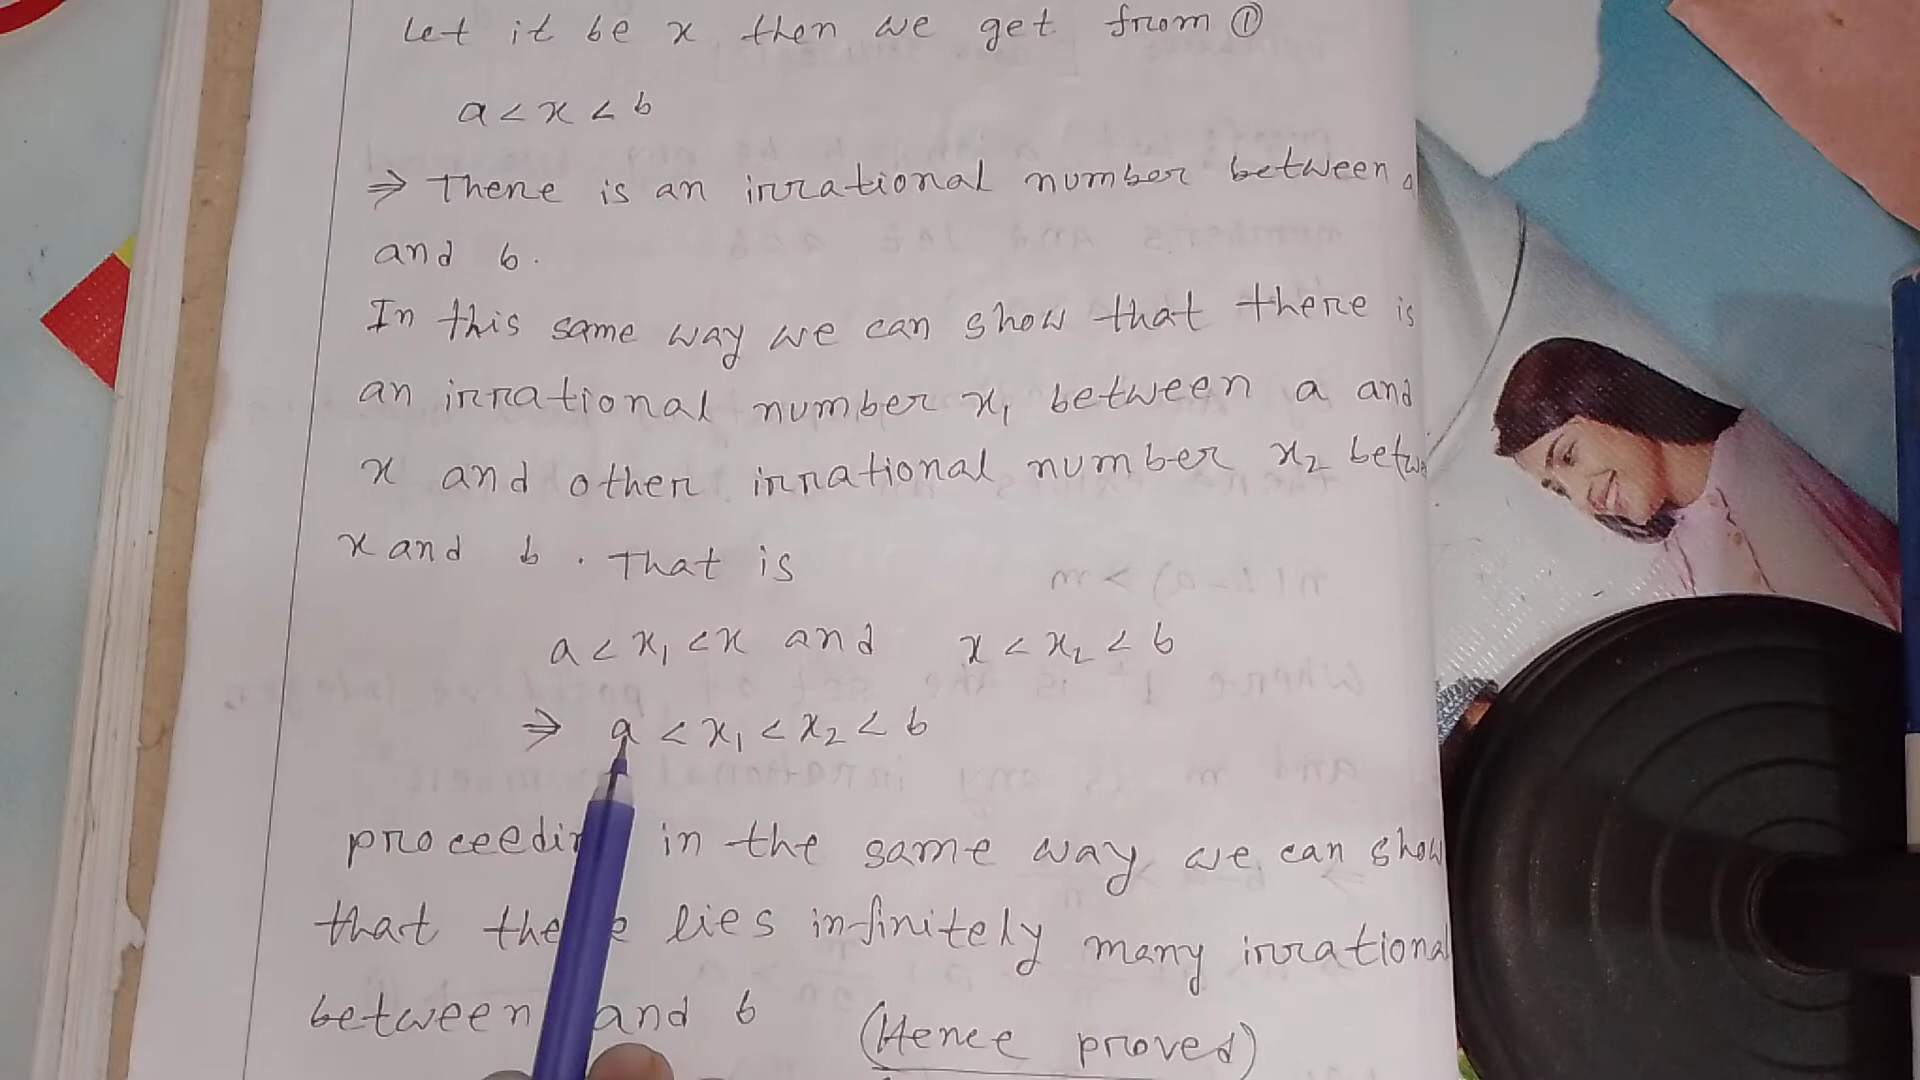 Let it be x then we get from ①
a < x < b
⇒ There is an irrational number between a
and b.
In this same way we can show that there is
an irrational number x₁ between a and
x and other irrational number x₂ betwe
x and b . That is
a < x₁ < x and x < x₂ < b
⇒ a < x₁ < x₂ < b
proceedin in the same way we can show
that the e lies infinitely many irrational
between and b
(Hence proved)